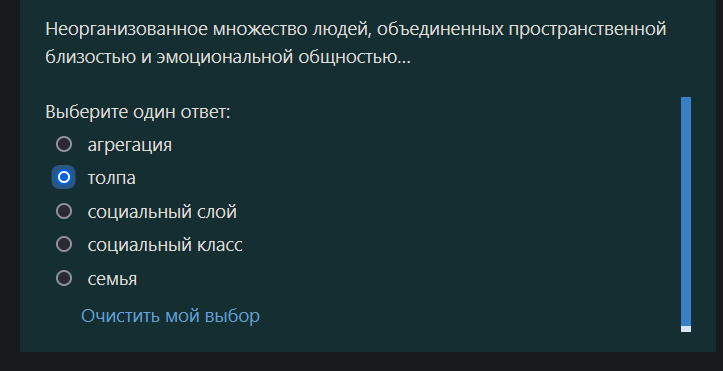 Неорганизованное множество людей, объединенных пространственной
близостью и эмоциональной общностью...
Выберите один ответ:
агрегация
толпа
социальный слой
социальный класс
семья
Очистить мой выбор